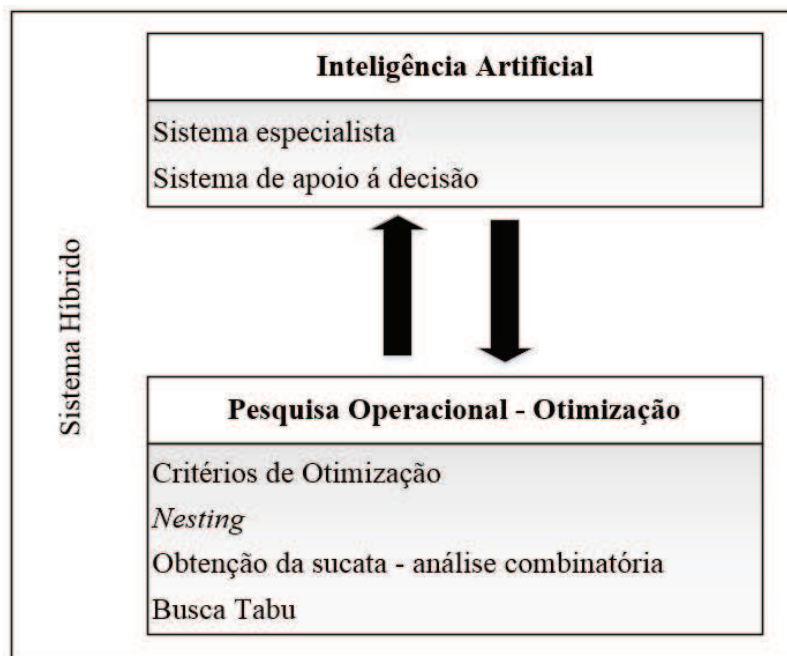 Inteligência Artificial
Sistema especialista
Sistema de apoio á decisão
Sistema Híbrido
Pesquisa Operacional - Otimização
Critérios de Otimização
Nesting
Obtenção da sucata - análise combinatória
Busca Tabu